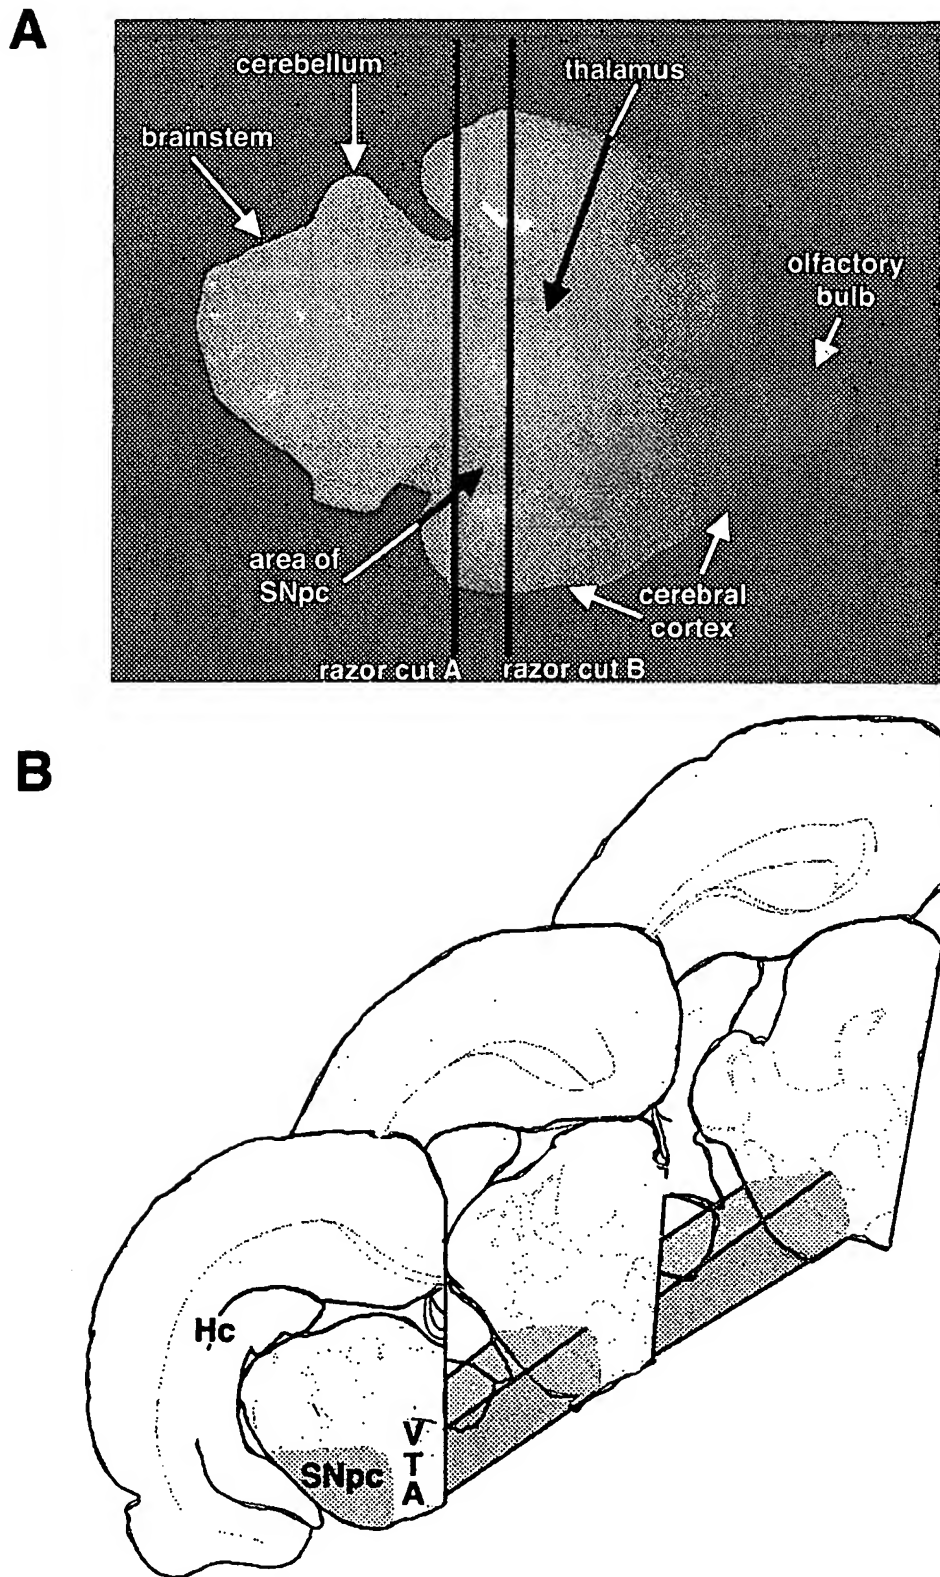 A
cerebellum
thalamus
brainstem
olfactory
bulb
area of
SNpc
cerebral
cortex
razor cut A
razor cut B
B
Hc
V
T
A
SNpc